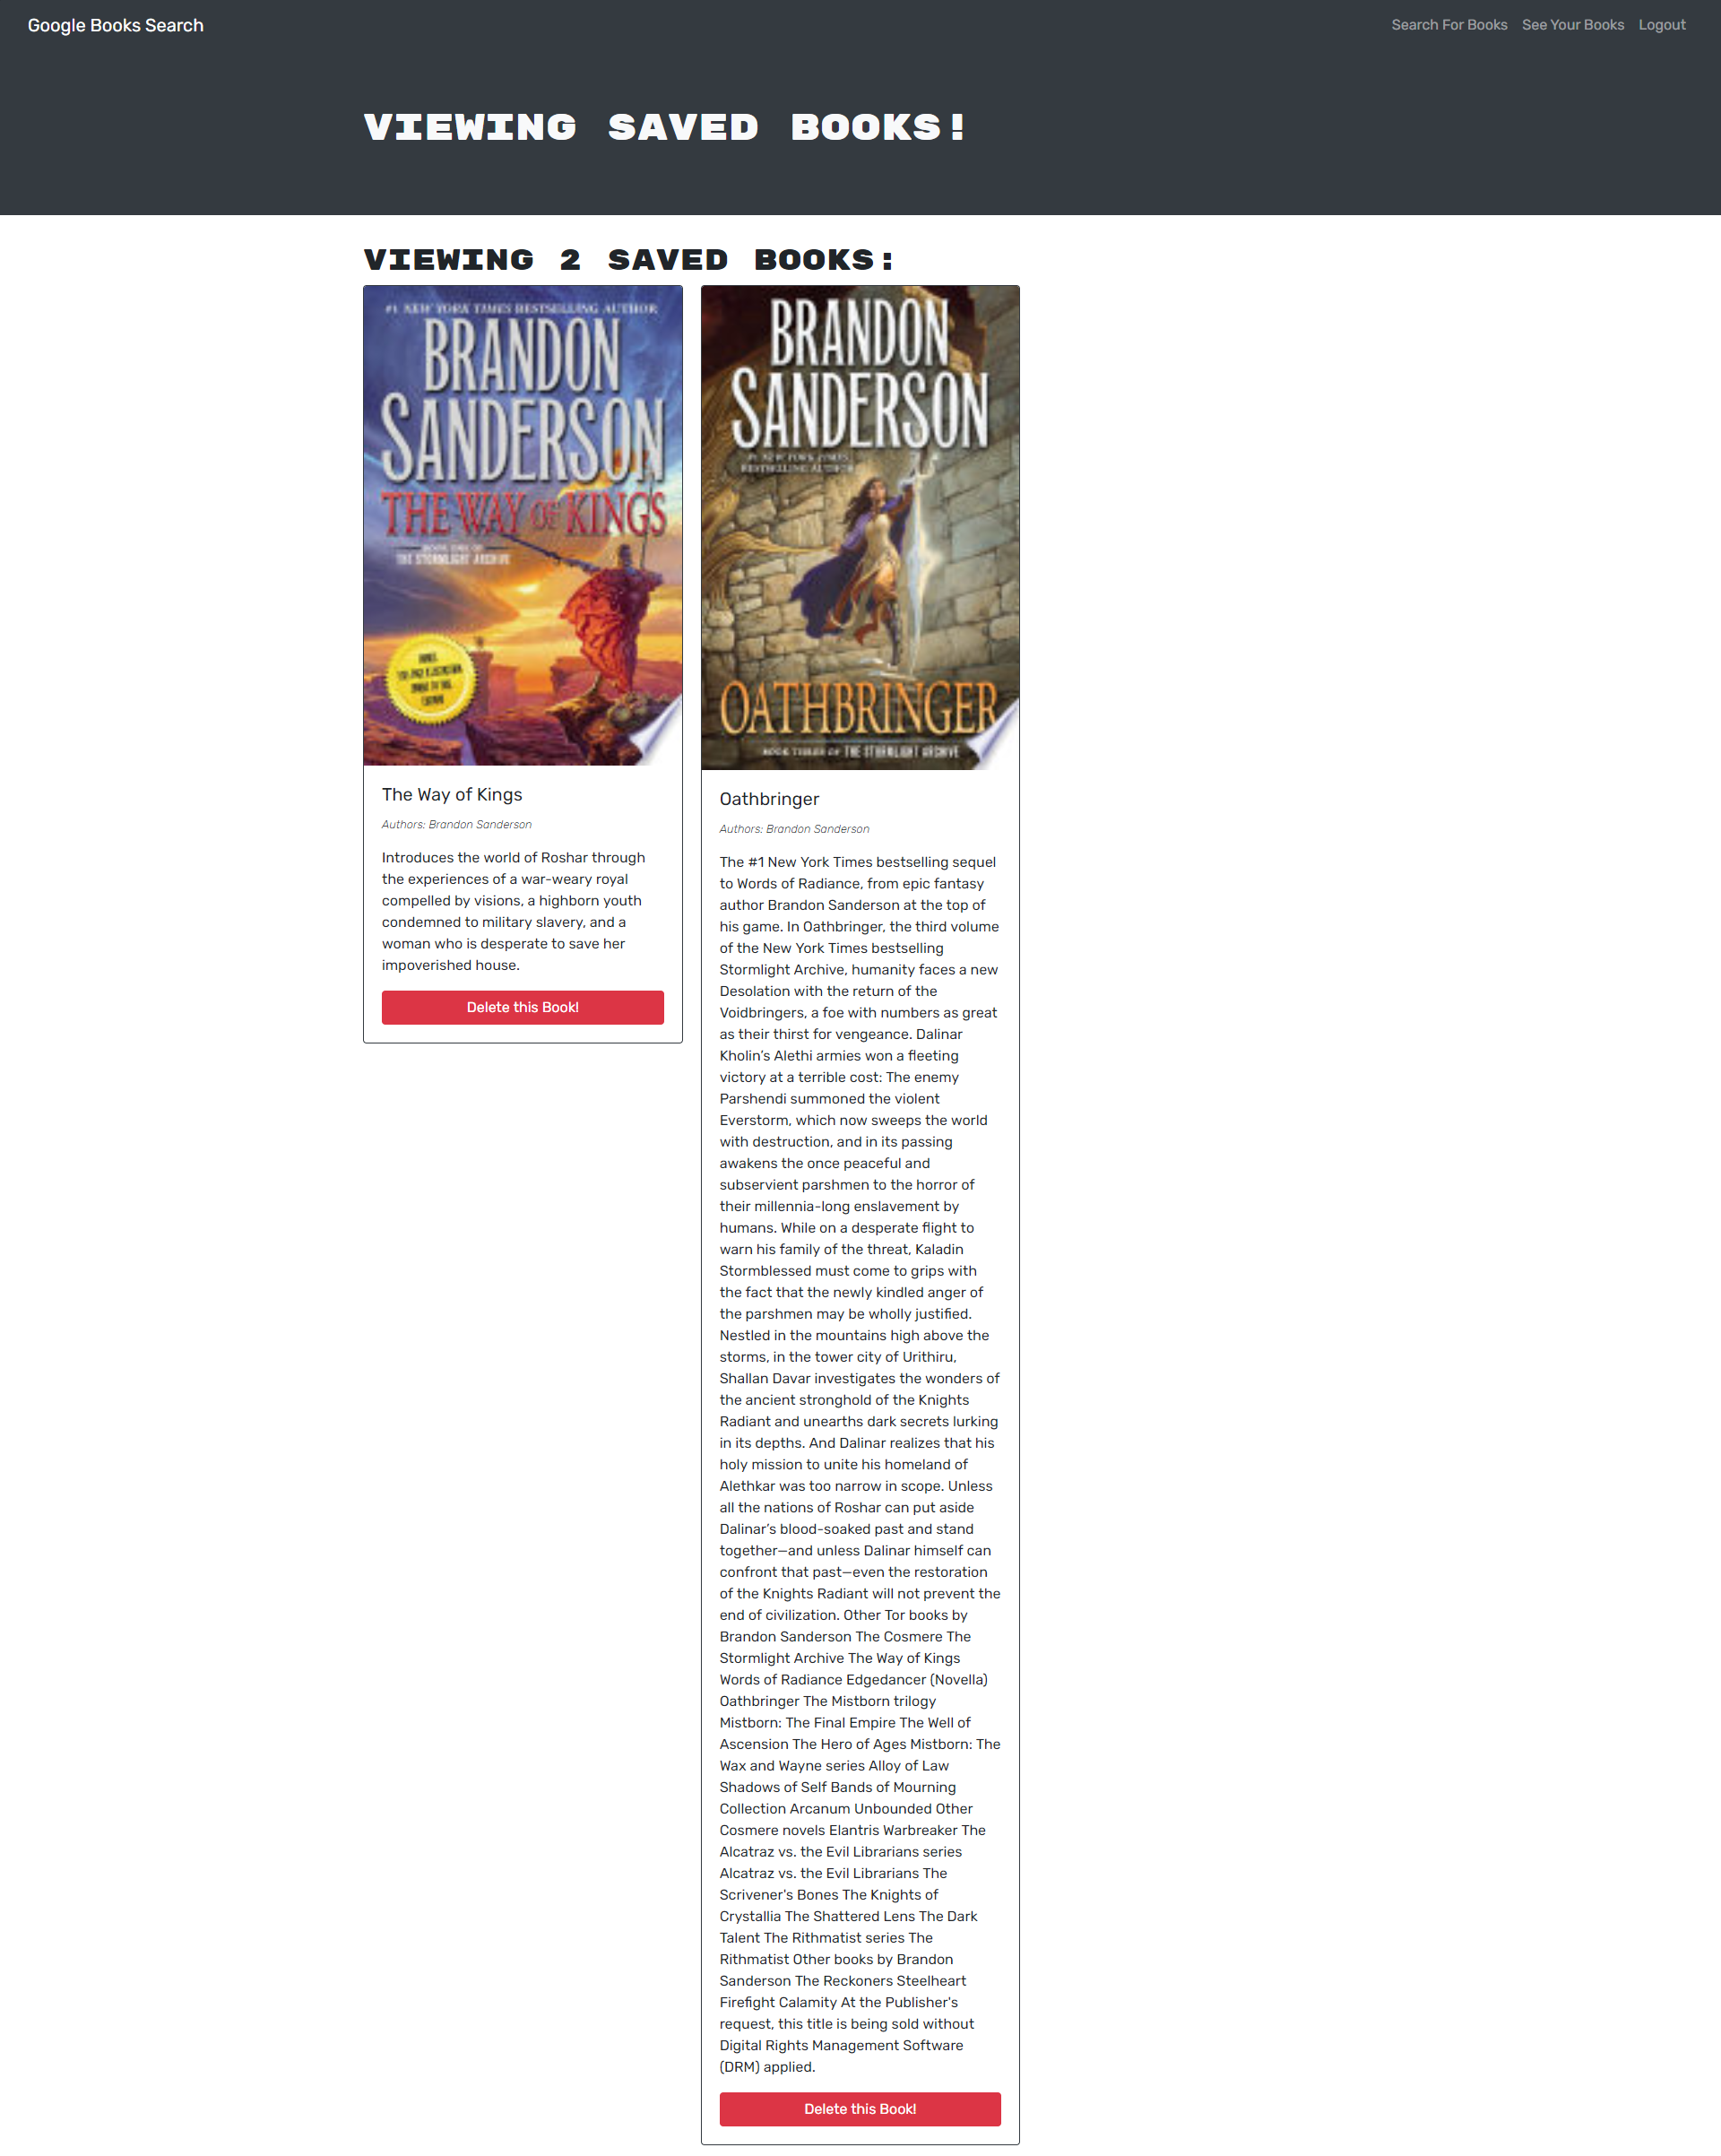 Google Books Search
Search For Books See Your Books Logout
VIEWING SAVED BOOKS!
VIEWING 2 SAVED BOOKS:
#1 NEW YORK TIMES BESTSELLING AUTHOR
BRANDON
SANDERSON
THE WAY OF KINGS
BOOK ONE OF
THE STORMLIGHT ARCHIVE
The Way of Kings
Authors: Brandon Sanderson
Introduces the world of Roshar through
the experiences of a war-weary royal
compelled by visions, a highborn youth
condemned to military slavery, and a
woman who is desperate to save her
impoverished house.
Delete this Book!
BRANDON
SANDERSON
#1 NEW YORK TIMES
BESTSELLING AUTHOR
OATHBRINGER
BOOK THREE OF THE STORMLIGHT ARCHIVE
Oathbringer
Authors: Brandon Sanderson
The #1 New York Times bestselling sequel
to Words of Radiance, from epic fantasy
author Brandon Sanderson at the top of
his game. In Oathbringer, the third volume
of the New York Times bestselling
Stormlight Archive, humanity faces a new
Desolation with the return of the
Voidbringers, a foe with numbers as great
as their thirst for vengeance. Dalinar
Kholin's Alethi armies won a fleeting
victory at a terrible cost: The enemy
Parshendi summoned the violent
Everstorm, which now sweeps the world
with destruction, and in its passing
awakens the once peaceful and
subservient parshmen to the horror of
their millennia-long enslavement by
humans. While on a desperate flight to
warn his family of the threat, Kaladin
Stormblessed must come to grips with
the fact that the newly kindled anger of
the parshmen may be wholly justified.
Nestled in the mountains high above the
storms, in the tower city of Urithiru,
Shallan Davar investigates the wonders of
the ancient stronghold of the Knights
Radiant and unearths dark secrets lurking
in its depths. And Dalinar realizes that his
holy mission to unite his homeland of
Alethkar was too narrow in scope. Unless
all the nations of Roshar can put aside
Dalinar's blood-soaked past and stand
together—and unless Dalinar himself can
confront that past—even the restoration
of the Knights Radiant will not prevent the
end of civilization. Other Tor books by
Brandon Sanderson The Cosmere The
Stormlight Archive The Way of Kings
Words of Radiance Edgedancer (Novella)
Oathbringer The Mistborn trilogy
Mistborn: The Final Empire The Well of
Ascension The Hero of Ages Mistborn: The
Wax and Wayne series Alloy of Law
Shadows of Self Bands of Mourning
Collection Arcanum Unbounded Other
Cosmere novels Elantris Warbreaker The
Alcatraz vs. the Evil Librarians series
Alcatraz vs. the Evil Librarians The
Scrivener's Bones The Knights of
Crystallia The Shattered Lens The Dark
Talent The Rithmatist series The
Rithmatist Other books by Brandon
Sanderson The Reckoners Steelheart
Firefight Calamity At the Publisher's
request, this title is being sold without
Digital Rights Management Software
(DRM) applied.
Delete this Book!